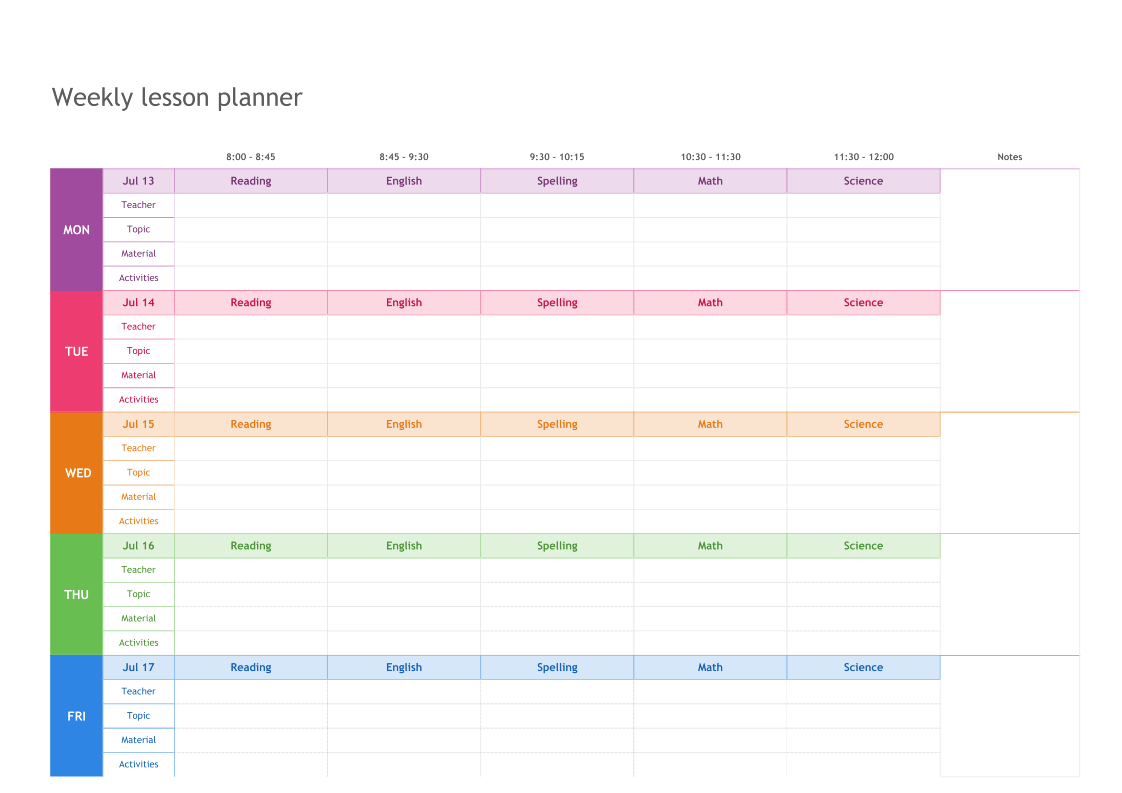 Weekly lesson planner
8:00 - 8:45 8:45 - 9:30 9:30 - 10:15 10:30 - 11:30 11:30 - 12:00 Notes
MON
Jul 13 Reading English Spelling Math Science
Teacher
Topic
Material
Activities
TUE
Jul 14 Reading English Spelling Math Science
Teacher
Topic
Material
Activities
WED
Jul 15 Reading English Spelling Math Science
Teacher
Topic
Material
Activities
THU
Jul 16 Reading English Spelling Math Science
Teacher
Topic
Material
Activities
FRI
Jul 17 Reading English Spelling Math Science
Teacher
Topic
Material
Activities